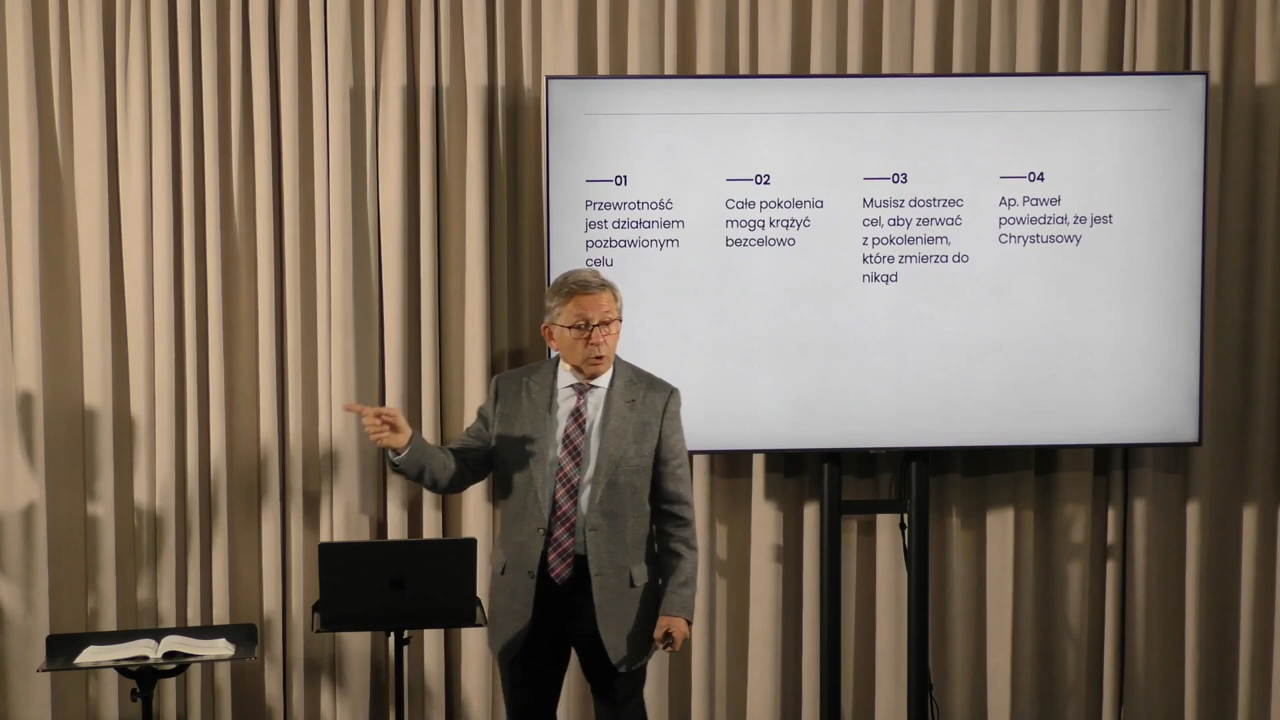 01
Przewrotność
jest działaniem
pozbawionym
celu
02
Całe pokolenia
mogą krążyć
bezcelowo
03
Musisz dostrzec
cel, aby zerwać
z pokoleniem,
które zmierza do
nikąd
04
Ap. Paweł
powiedział, że jest
Chrystusowy